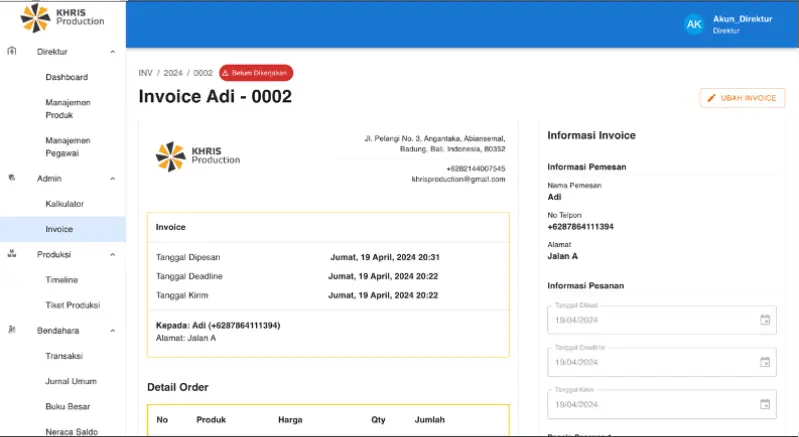 KHRIS
Production
AK
Akun_Direktur
Direktur
Direktur
Dashboard
Manajemen
Produk
Manajemen
Pegawai
Admin
Kalkulator
Invoice
Produksi
Timeline
Tiket Produksi
Bendahara
Transaksi
Jurnal Umum
Buku Besar
Neraca Saldo
INV / 2024 / 0002 Belum Dikerjakan
Invoice Adi - 0002
UBAH INVOICE
KHRIS
Production
Jl. Pelangi No. 3, Angantaka, Abiansemal,
Badung, Bali, Indonesia, 80352
+6282144007545
khrisproduction@gmail.com
Invoice
Tanggal Dipesan Jumat, 19 April, 2024 20:31
Tanggal Deadline Jumat, 19 April, 2024 20:22
Tanggal Kirim Jumat, 19 April, 2024 20:22
Kepada: Adi (+6287864111394)
Alamat: Jalan A
Detail Order
No Produk Harga Qty Jumlah
Informasi Invoice
Informasi Pemesan
Nama Pemesan
Adi
No Telpon
+6287864111394
Alamat
Jalan A
Informasi Pesanan
Tanggal Dibuat
19/04/2024
Tanggal Deadline
19/04/2024
Tanggal Kirim
19/04/2024